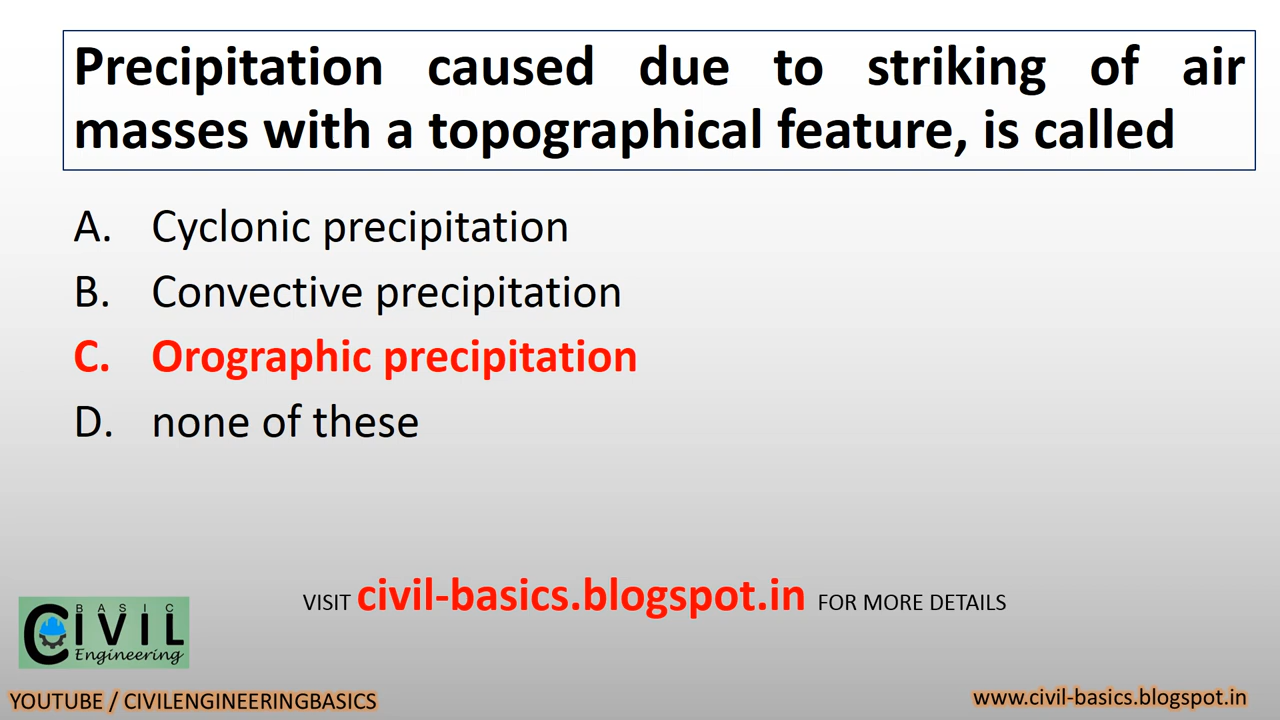 Precipitation caused due to striking of air
masses with a topographical feature, is called
A. Cyclonic precipitation
B. Convective precipitation
C. Orographic precipitation
D. none of these
VISIT civil-basics.blogspot.in FOR MORE DETAILS
BASIC
CIVIL
Engineering
YOUTUBE / CIVILENGINEERINGBASICS
www.civil-basics.blogspot.in